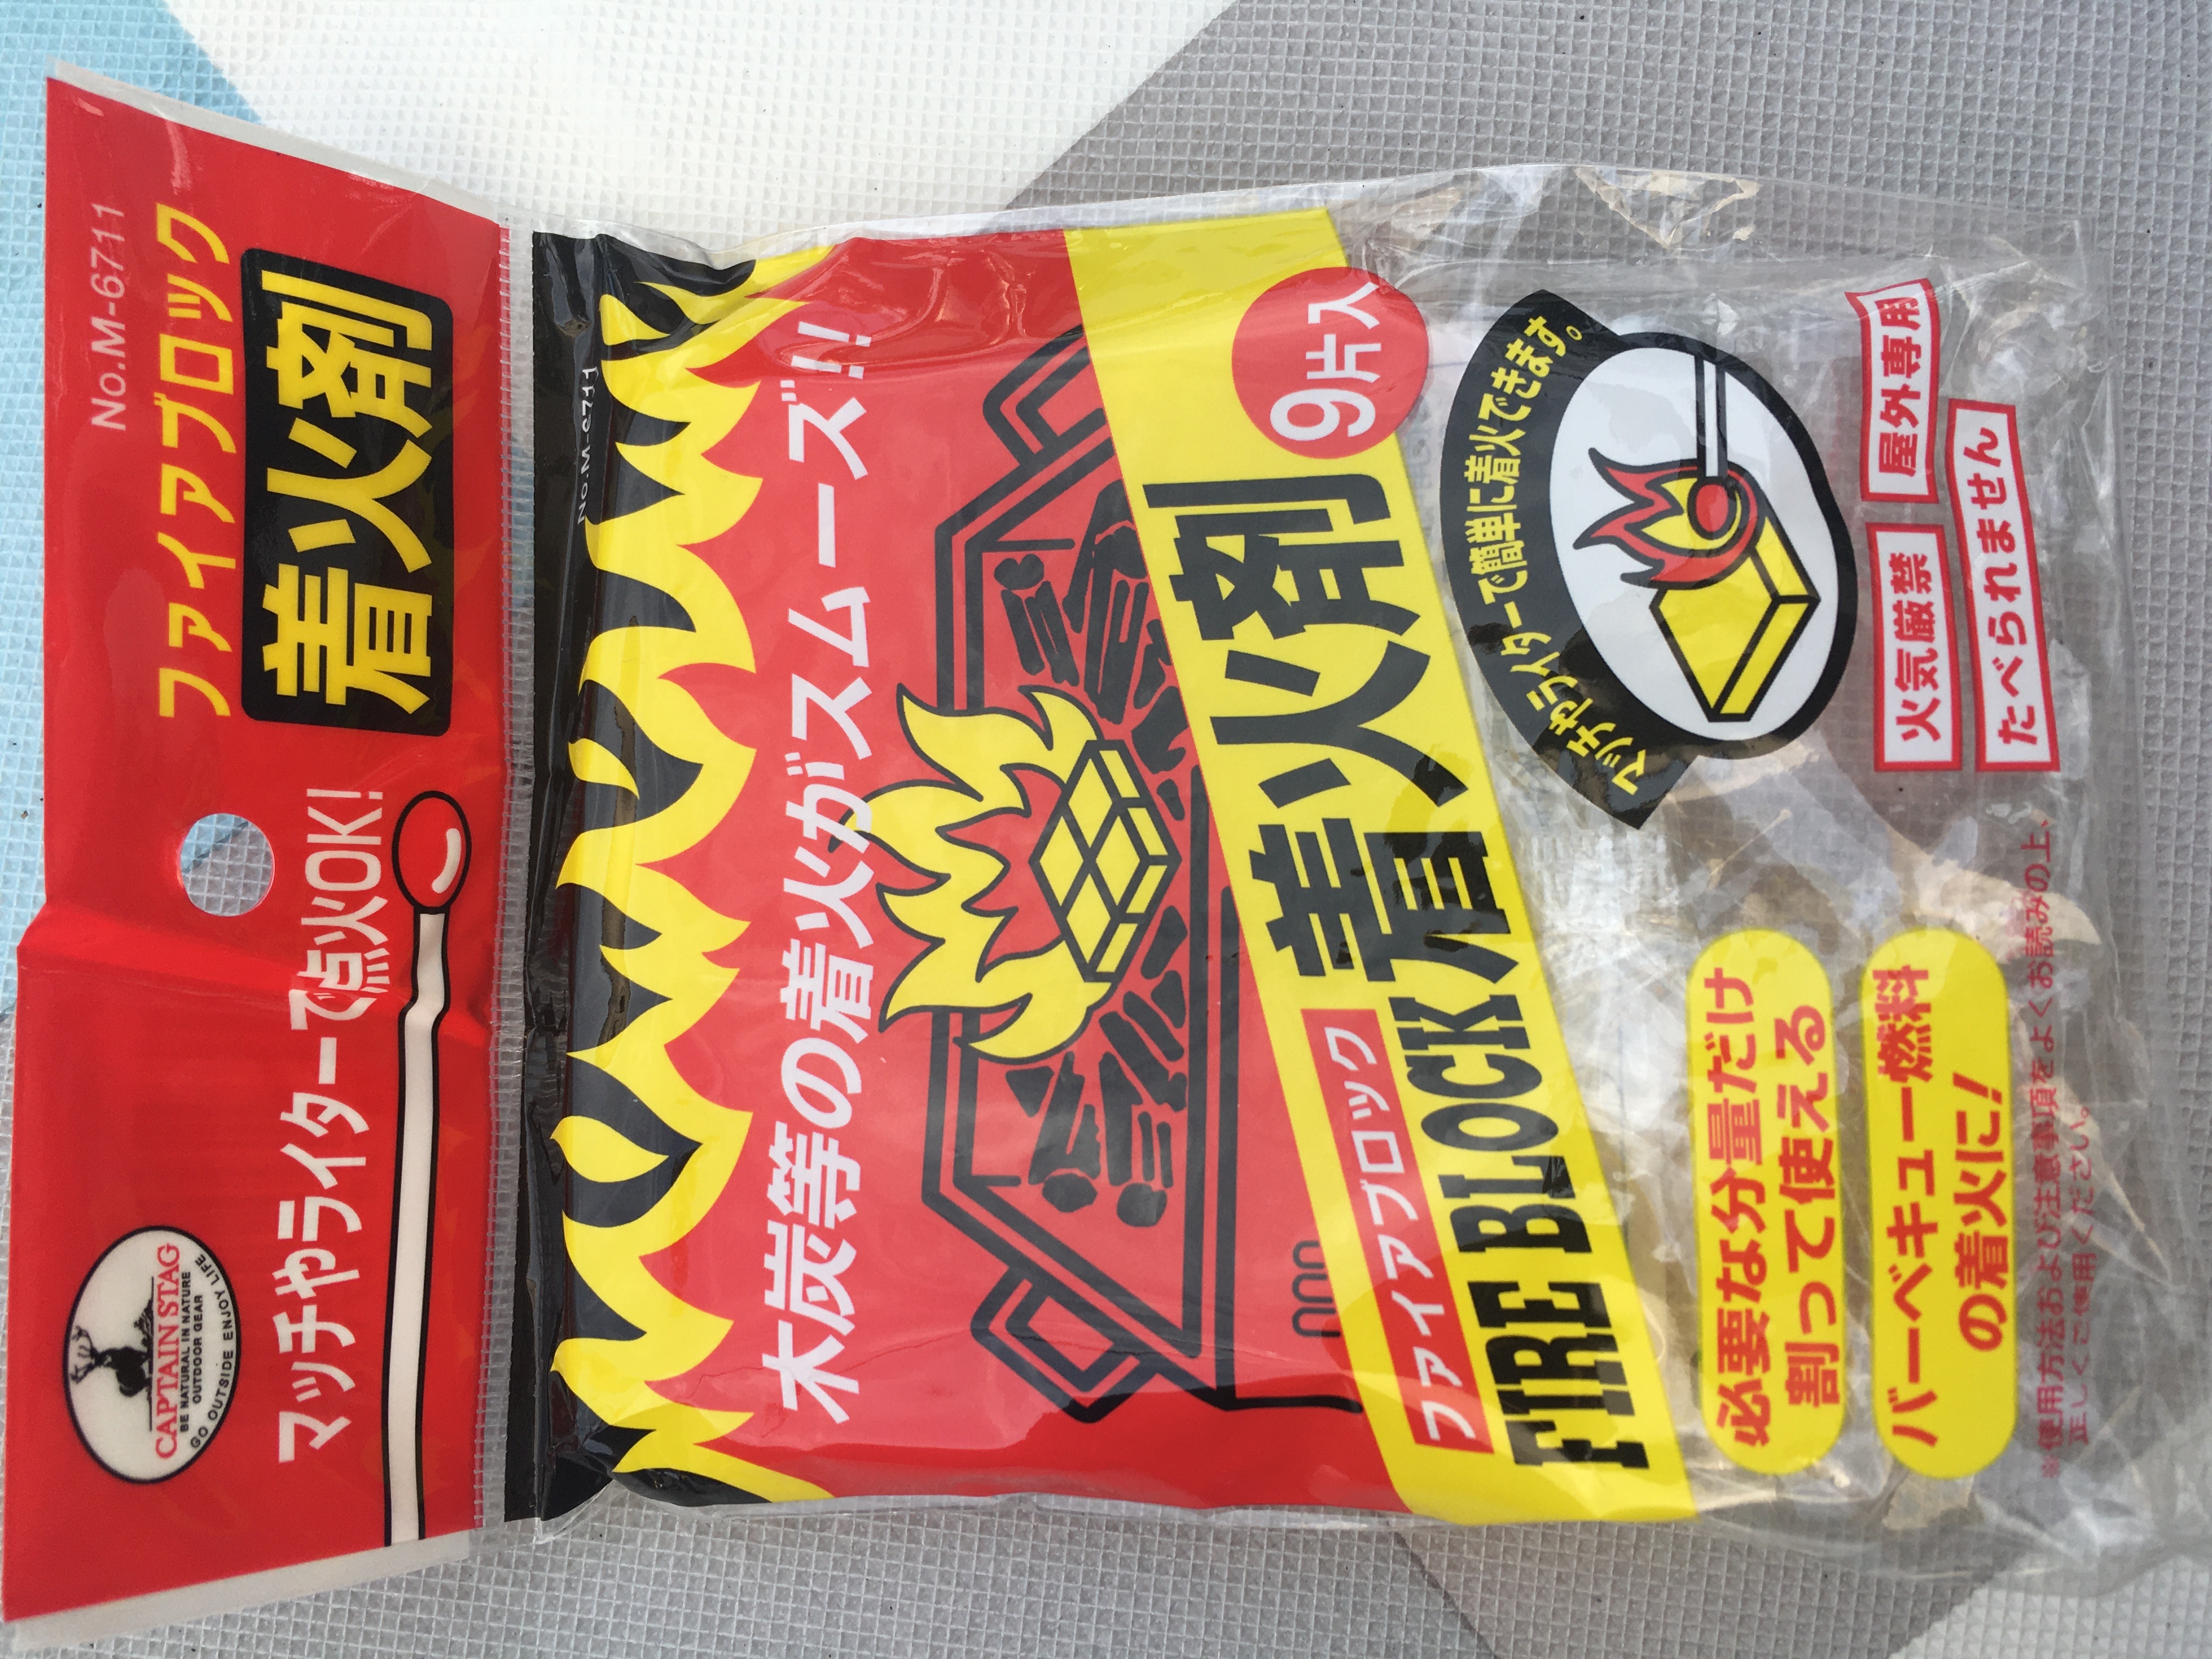 CAPTAIN STAG
BE NATURAL IN NATURE
OUTDOOR GEAR
GO OUTSIDE ENJOY LIFE
No.M-6711
ファイアブロック
着火剤
マッチやライターで点火OK!
No.M-6711
木炭等の着火がスムーズ!!
ファイアブロック
着火剤
9片入
FIRE BLOCK
マッチやライターで簡単に着火できます。
必要な分量だけ
割って使える
バーベキュー燃料
の着火に!
火気厳禁
屋外専用
たべられません
※使用方法および注意事項をよくお読みの上、
正しくご使用ください。